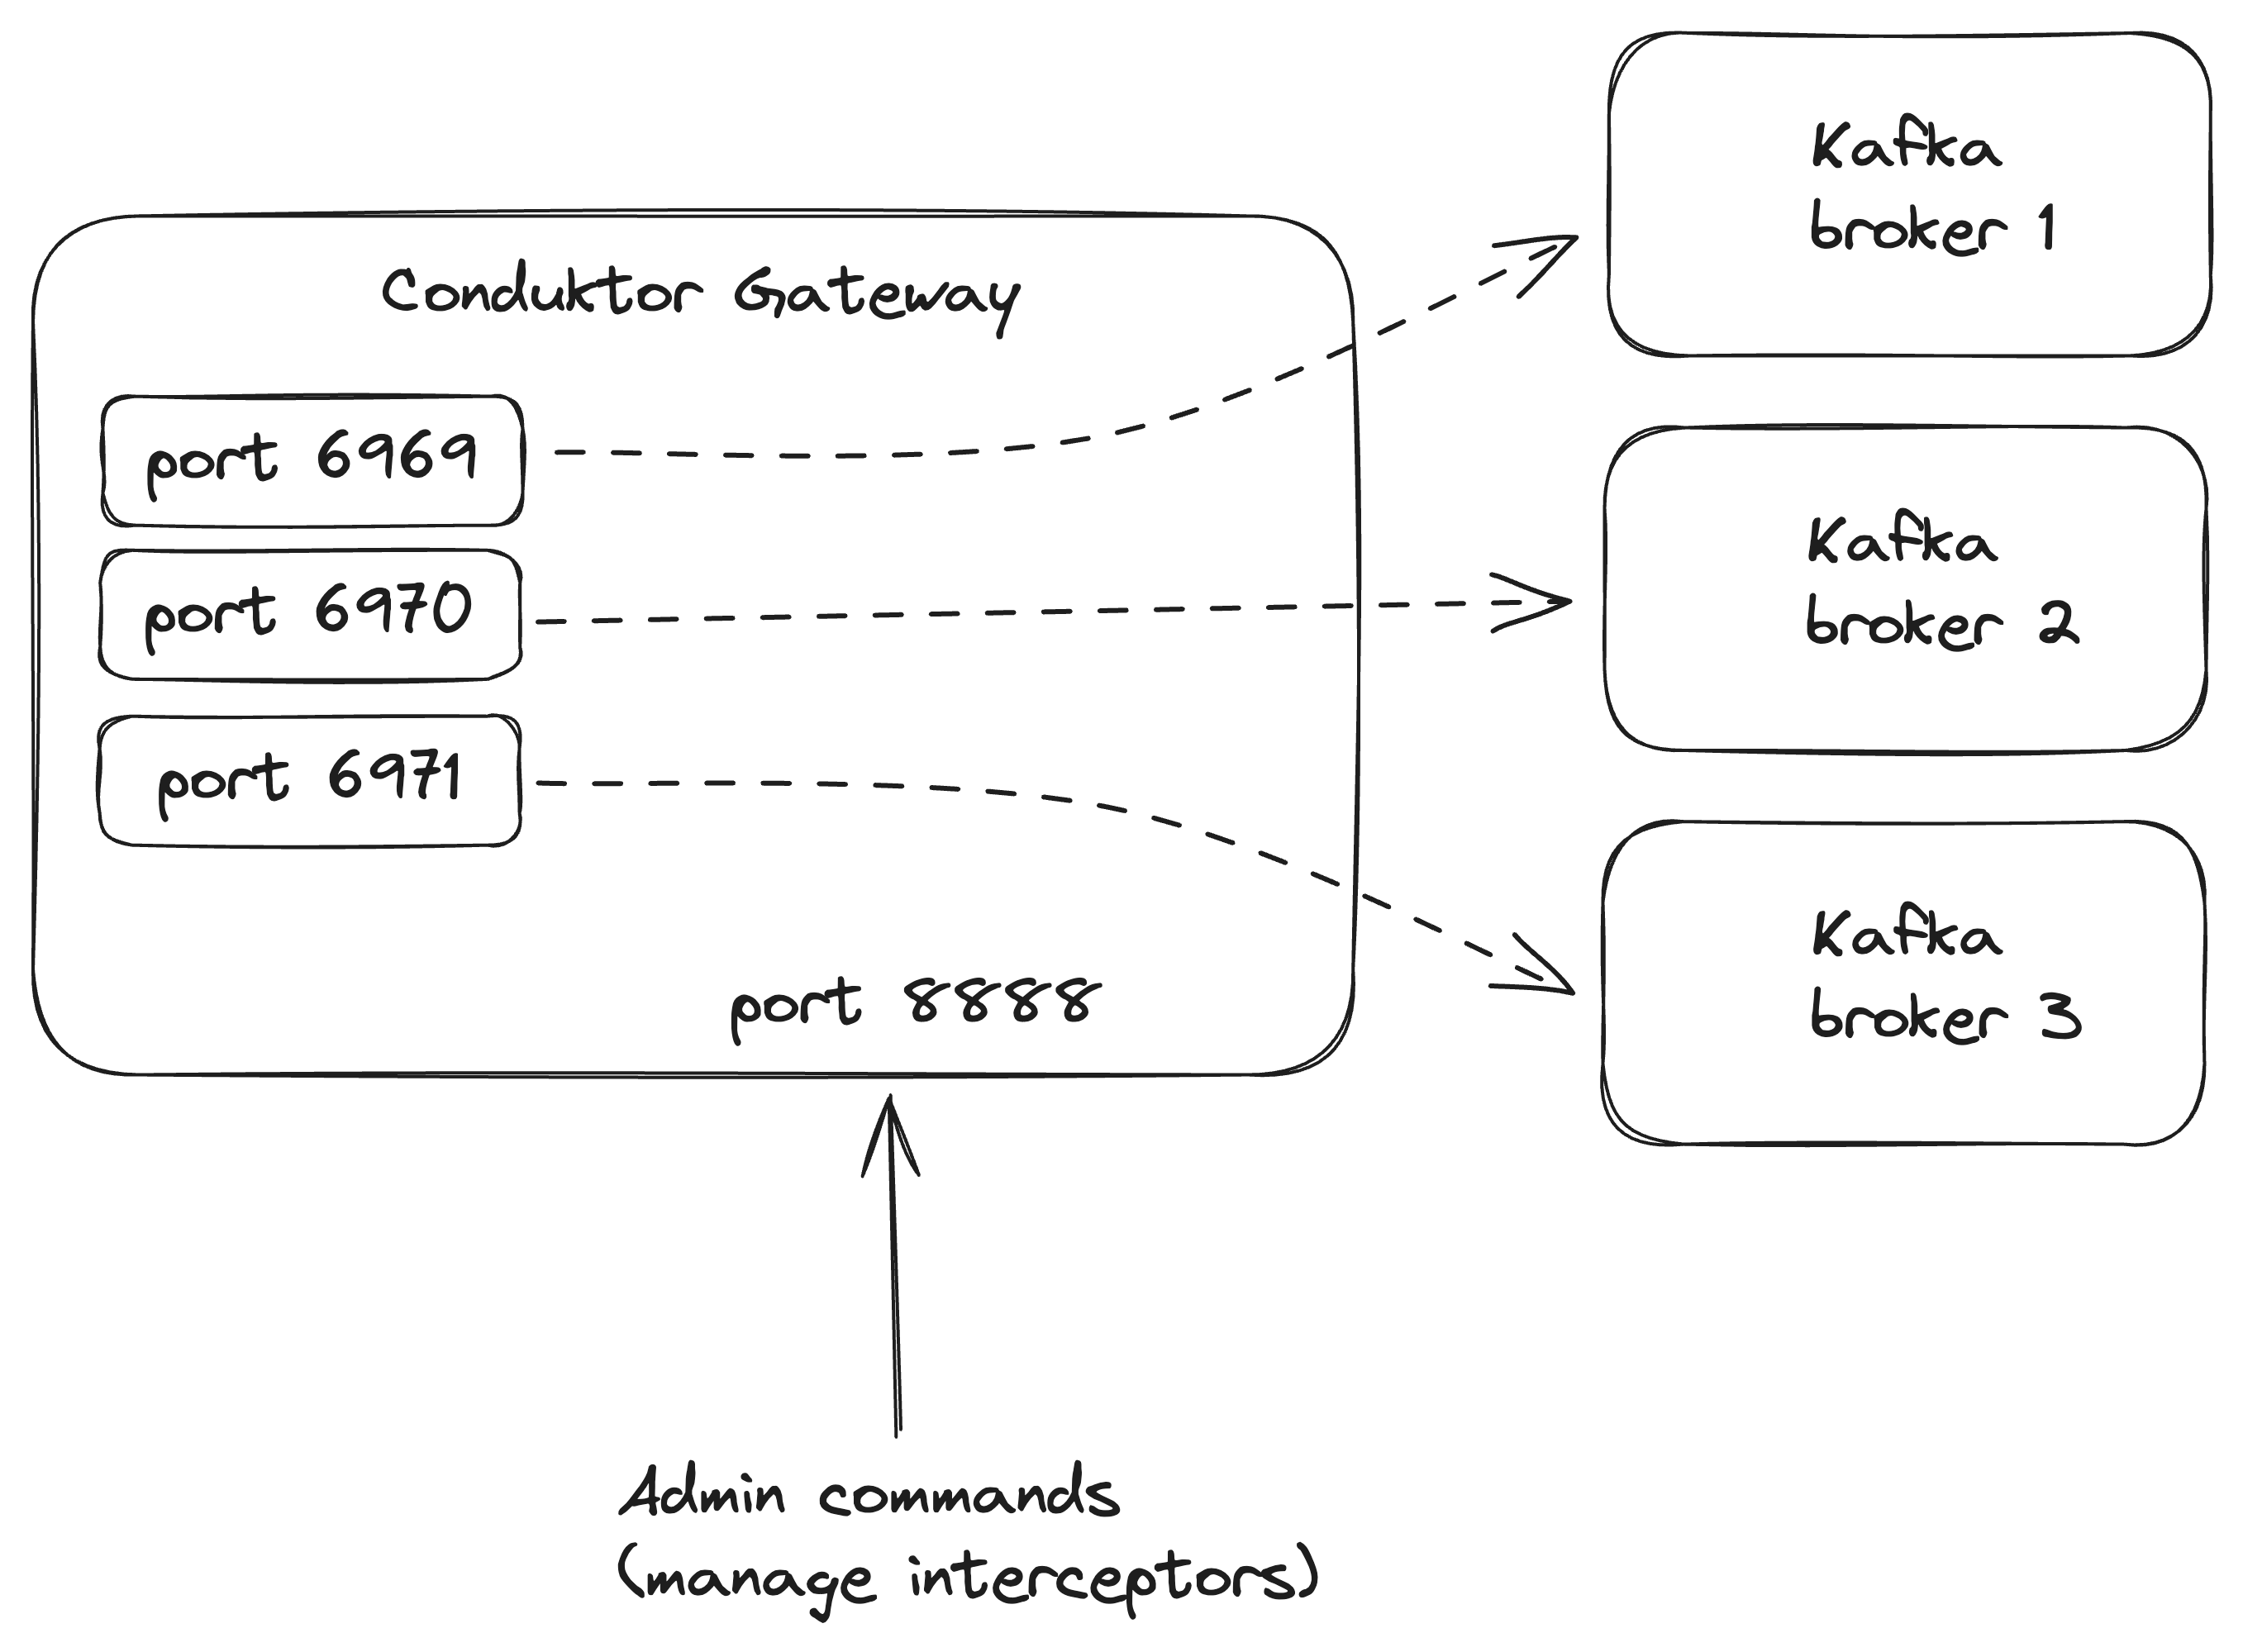 Conduktor Gateway
port 6969
port 6970
port 6971
port 8888
Kafka
broker 1
Kafka
broker 2
Kafka
broker 3
Admin commands
(manage interceptors)